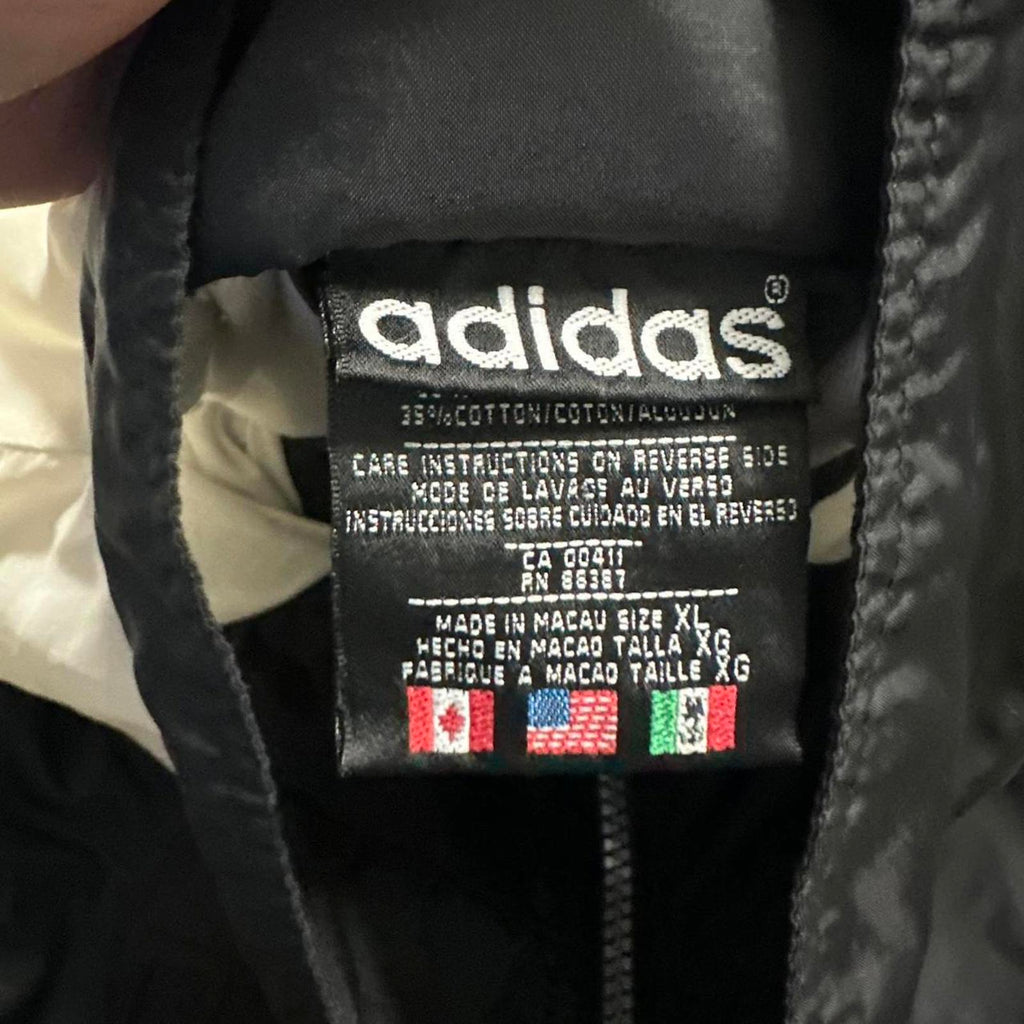 adidas®
35% COTTON/COTON/ALGODON
CARE INSTRUCTIONS ON REVERSE SIDE
MODE DE LAVAGE AU VERSO
INSTRUCCIONES SOBRE CUIDADO EN EL REVERSO
CA 00411
RN 86387
MADE IN MACAU SIZE XL
HECHO EN MACAO TALLA XG
FABRIQUE A MACAO TAILLE XG